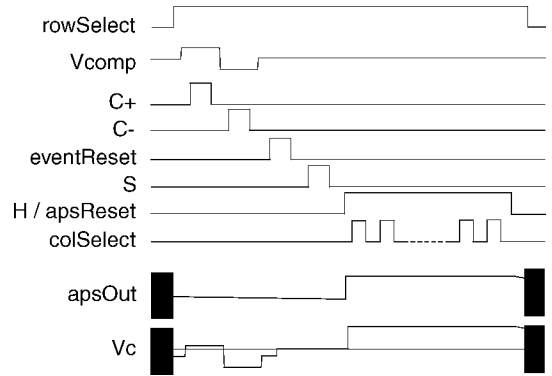 rowSelect
Vcomp
C+
C-
eventReset
S
H / apsReset
colSelect
apsOut
Vc